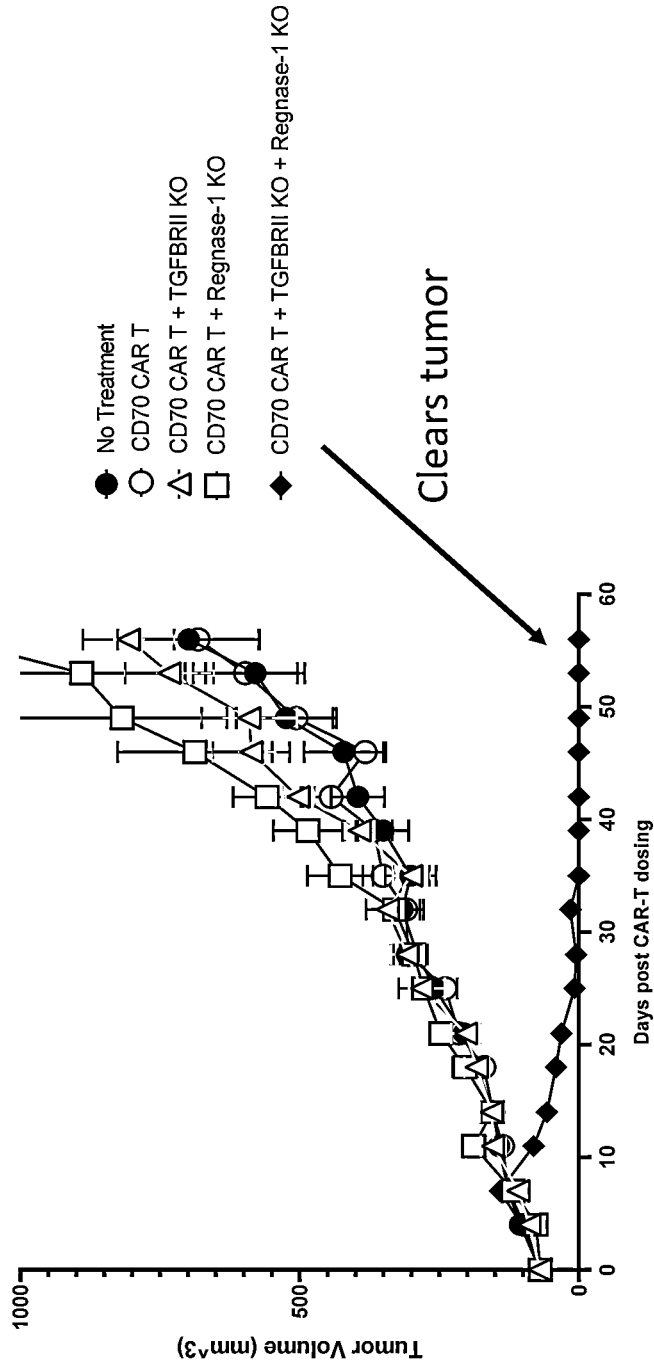 Tumor Volume (mm^3)
1000
500
0
0 10 20 30 40 50 60
Days post CAR-T dosing
No Treatment
CD70 CAR T
CD70 CAR T + TGFBRII KO
CD70 CAR T + Regnase-1 KO
CD70 CAR T + TGFBRII KO + Regnase-1 KO
Clears tumor